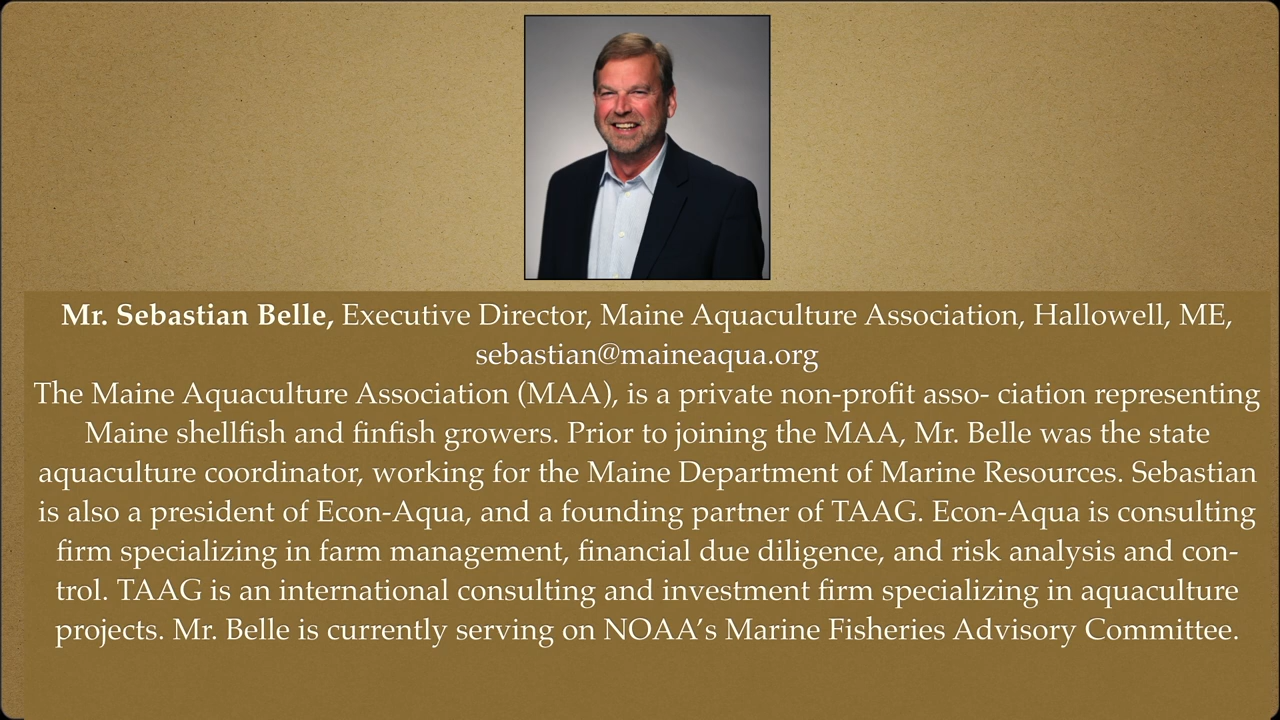 Mr. Sebastian Belle, Executive Director, Maine Aquaculture Association, Hallowell, ME,
sebastian@maineaqua.org
The Maine Aquaculture Association (MAA), is a private non-profit asso- ciation representing
Maine shellfish and finfish growers. Prior to joining the MAA, Mr. Belle was the state
aquaculture coordinator, working for the Maine Department of Marine Resources. Sebastian
is also a president of Econ-Aqua, and a founding partner of TAAG. Econ-Aqua is consulting
firm specializing in farm management, financial due diligence, and risk analysis and con-
trol. TAAG is an international consulting and investment firm specializing in aquaculture
projects. Mr. Belle is currently serving on NOAA’s Marine Fisheries Advisory Committee.